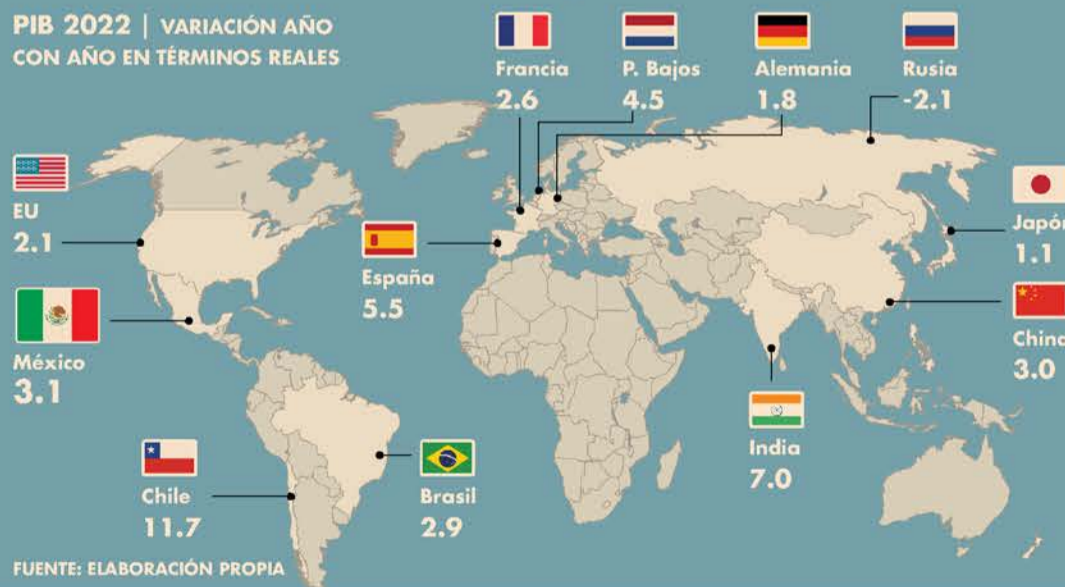 PIB 2022 | VARIACIÓN AÑO
CON AÑO EN TÉRMINOS REALES
Francia
2.6
P. Bajos
4.5
Alemania
1.8
Rusia
-2.1
EU
2.1
España
5.5
Japón
1.1
México
3.1
China
3.0
Chile
11.7
Brasil
2.9
India
7.0
FUENTE: ELABORACIÓN PROPIA